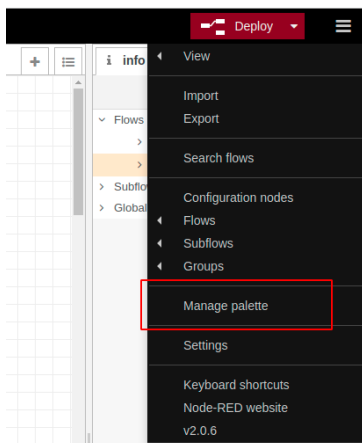 Deploy
i info
View
Flows
Import
Export
Search flows
Subflo
Global
Configuration nodes
Flows
Subflows
Groups
Manage palette
Settings
Keyboard shortcuts
Node-RED website
v2.0.6